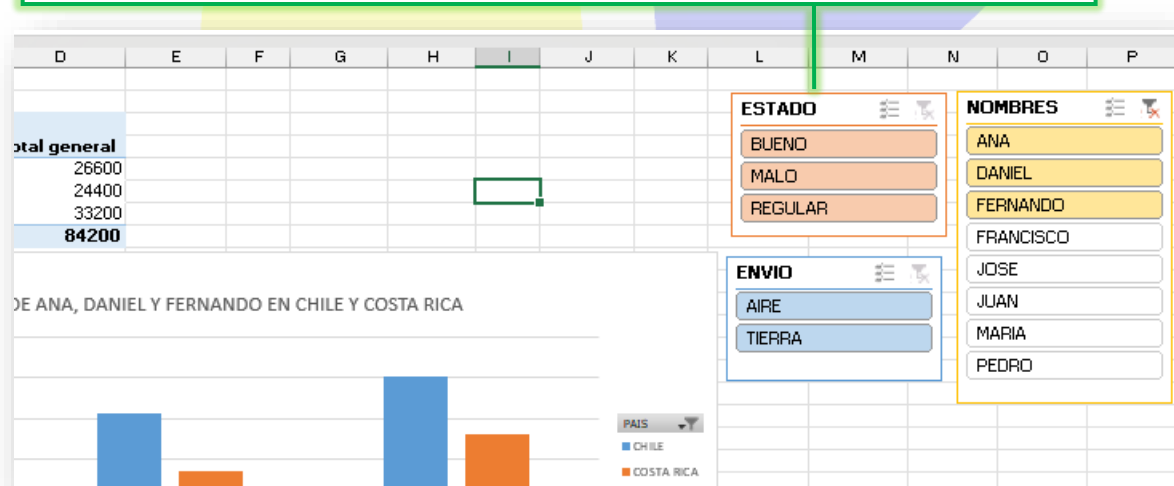 D E F G H I J K L M N O P
otal general
26600
24400
33200
84200
ESTADO
BUENO
MALO
REGULAR
NOMBRES
ANA
DANIEL
FERNANDO
FRANCISCO
JOSE
JUAN
MARIA
PEDRO
ENVIO
AIRE
TIERRA
DE ANA, DANIEL Y FERNANDO EN CHILE Y COSTA RICA
PAIS
CHILE
COSTA RICA